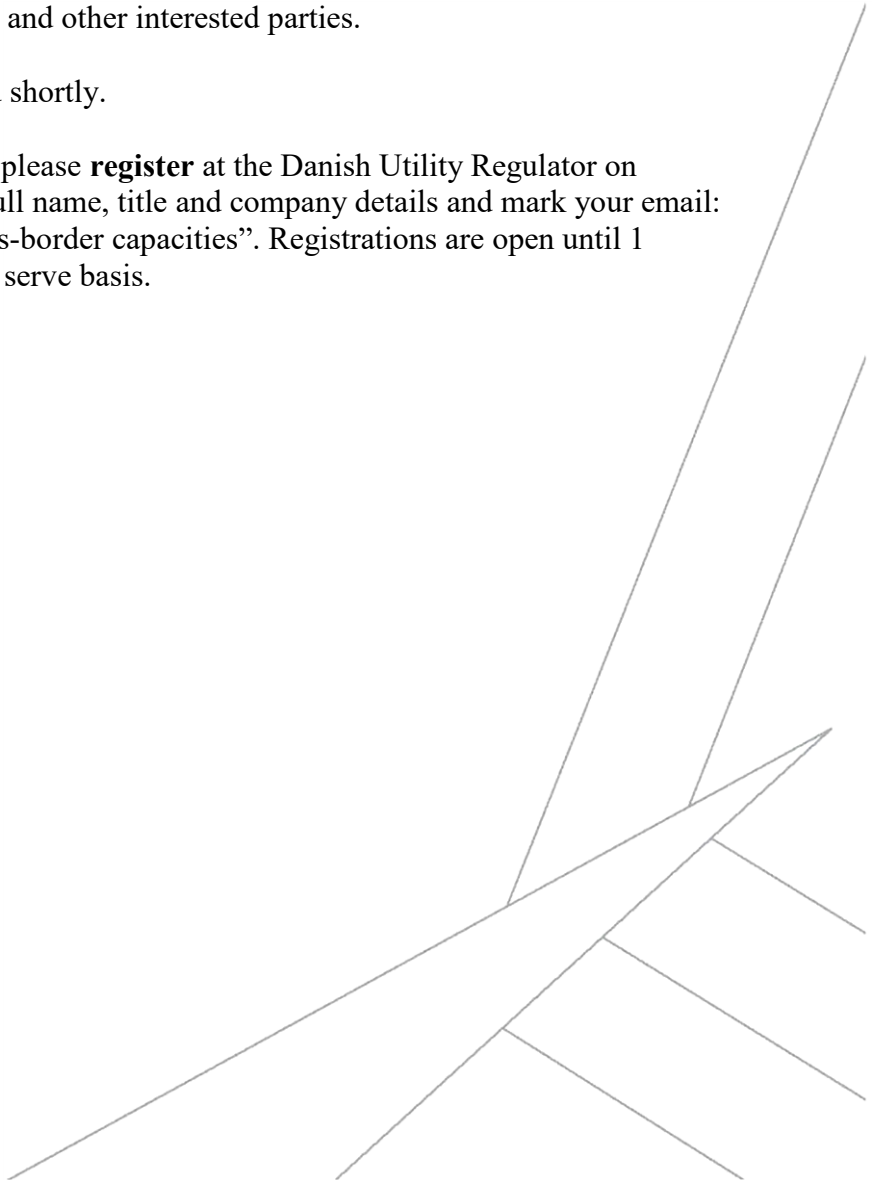 and other interested parties.
shortly.
please register at the Danish Utility Regulator on
ull name, title and company details and mark your email:
s-border capacities”. Registrations are open until 1
serve basis.